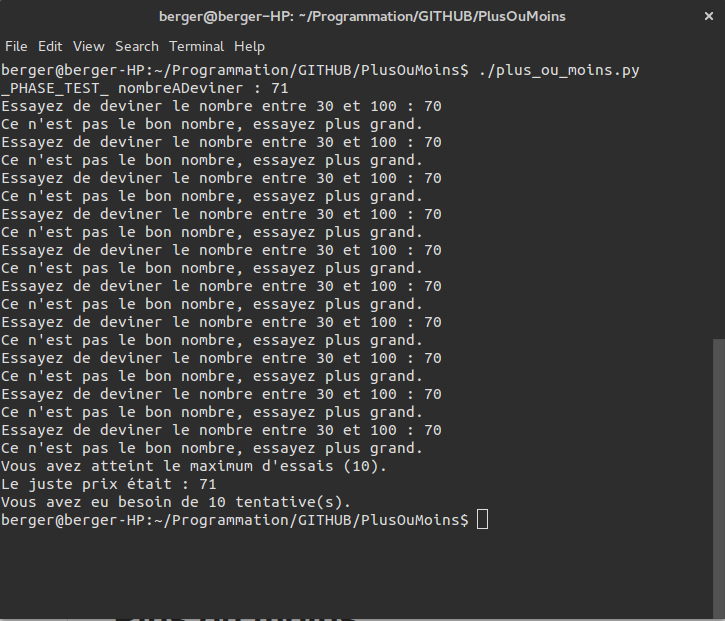 berger@berger-HP: ~/Programmation/GITHUB/PlusOuMoins
File Edit View Search Terminal Help
berger@berger-HP:~/Programmation/GITHUB/PlusOuMoins$ ./plus_ou_moins.py
_PHASE_TEST_ nombreADeviner : 71
Essayez de deviner le nombre entre 30 et 100 : 70
Ce n'est pas le bon nombre, essayez plus grand.
Essayez de deviner le nombre entre 30 et 100 : 70
Ce n'est pas le bon nombre, essayez plus grand.
Essayez de deviner le nombre entre 30 et 100 : 70
Ce n'est pas le bon nombre, essayez plus grand.
Essayez de deviner le nombre entre 30 et 100 : 70
Ce n'est pas le bon nombre, essayez plus grand.
Essayez de deviner le nombre entre 30 et 100 : 70
Ce n'est pas le bon nombre, essayez plus grand.
Essayez de deviner le nombre entre 30 et 100 : 70
Ce n'est pas le bon nombre, essayez plus grand.
Essayez de deviner le nombre entre 30 et 100 : 70
Ce n'est pas le bon nombre, essayez plus grand.
Essayez de deviner le nombre entre 30 et 100 : 70
Ce n'est pas le bon nombre, essayez plus grand.
Essayez de deviner le nombre entre 30 et 100 : 70
Ce n'est pas le bon nombre, essayez plus grand.
Essayez de deviner le nombre entre 30 et 100 : 70
Ce n'est pas le bon nombre, essayez plus grand.
Vous avez atteint le maximum d'essais (10).
Le juste prix était : 71
Vous avez eu besoin de 10 tentative(s).
berger@berger-HP:~/Programmation/GITHUB/PlusOuMoins$